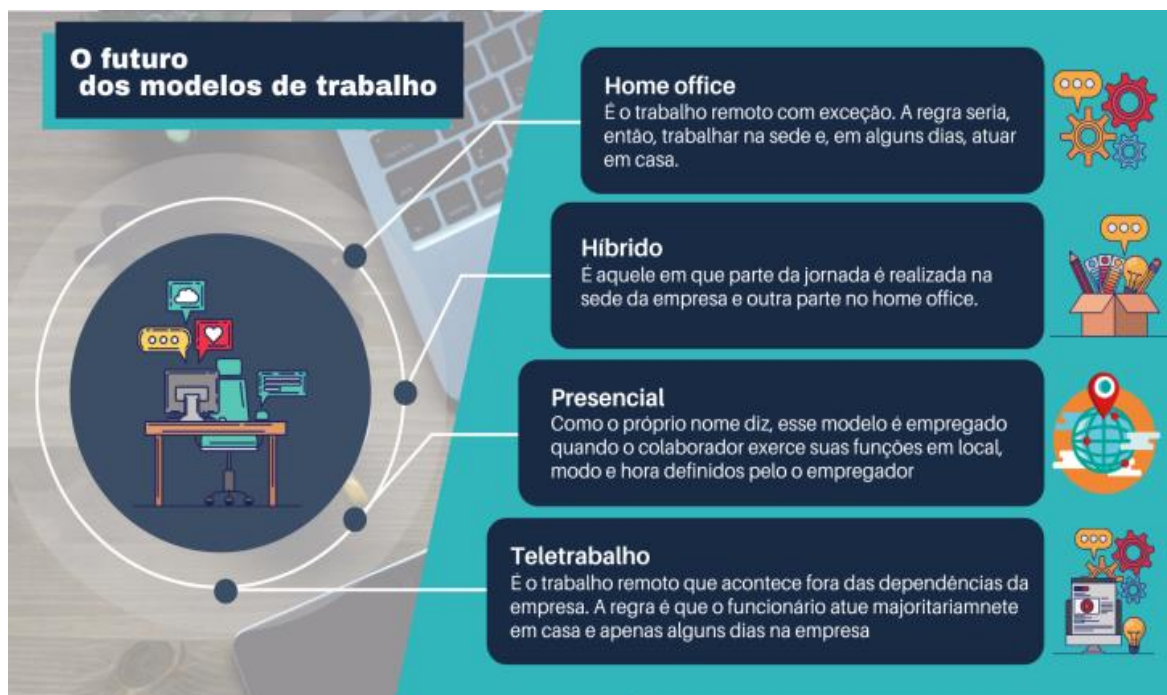 O futuro
dos modelos de trabalho
Home office
É o trabalho remoto com exceção. A regra seria,
então, trabalhar na sede e, em alguns dias, atuar
em casa.
Híbrido
É aquele em que parte da jornada é realizada na
sede da empresa e outra parte no home office.
Presencial
Como o próprio nome diz, esse modelo é empregado
quando o colaborador exerce suas funções em local,
modo e hora definidos pelo o empregador
Teletrabalho
É o trabalho remoto que acontece fora das dependências da
empresa. A regra é que o funcionário atue majoritariamnete
em casa e apenas alguns dias na empresa